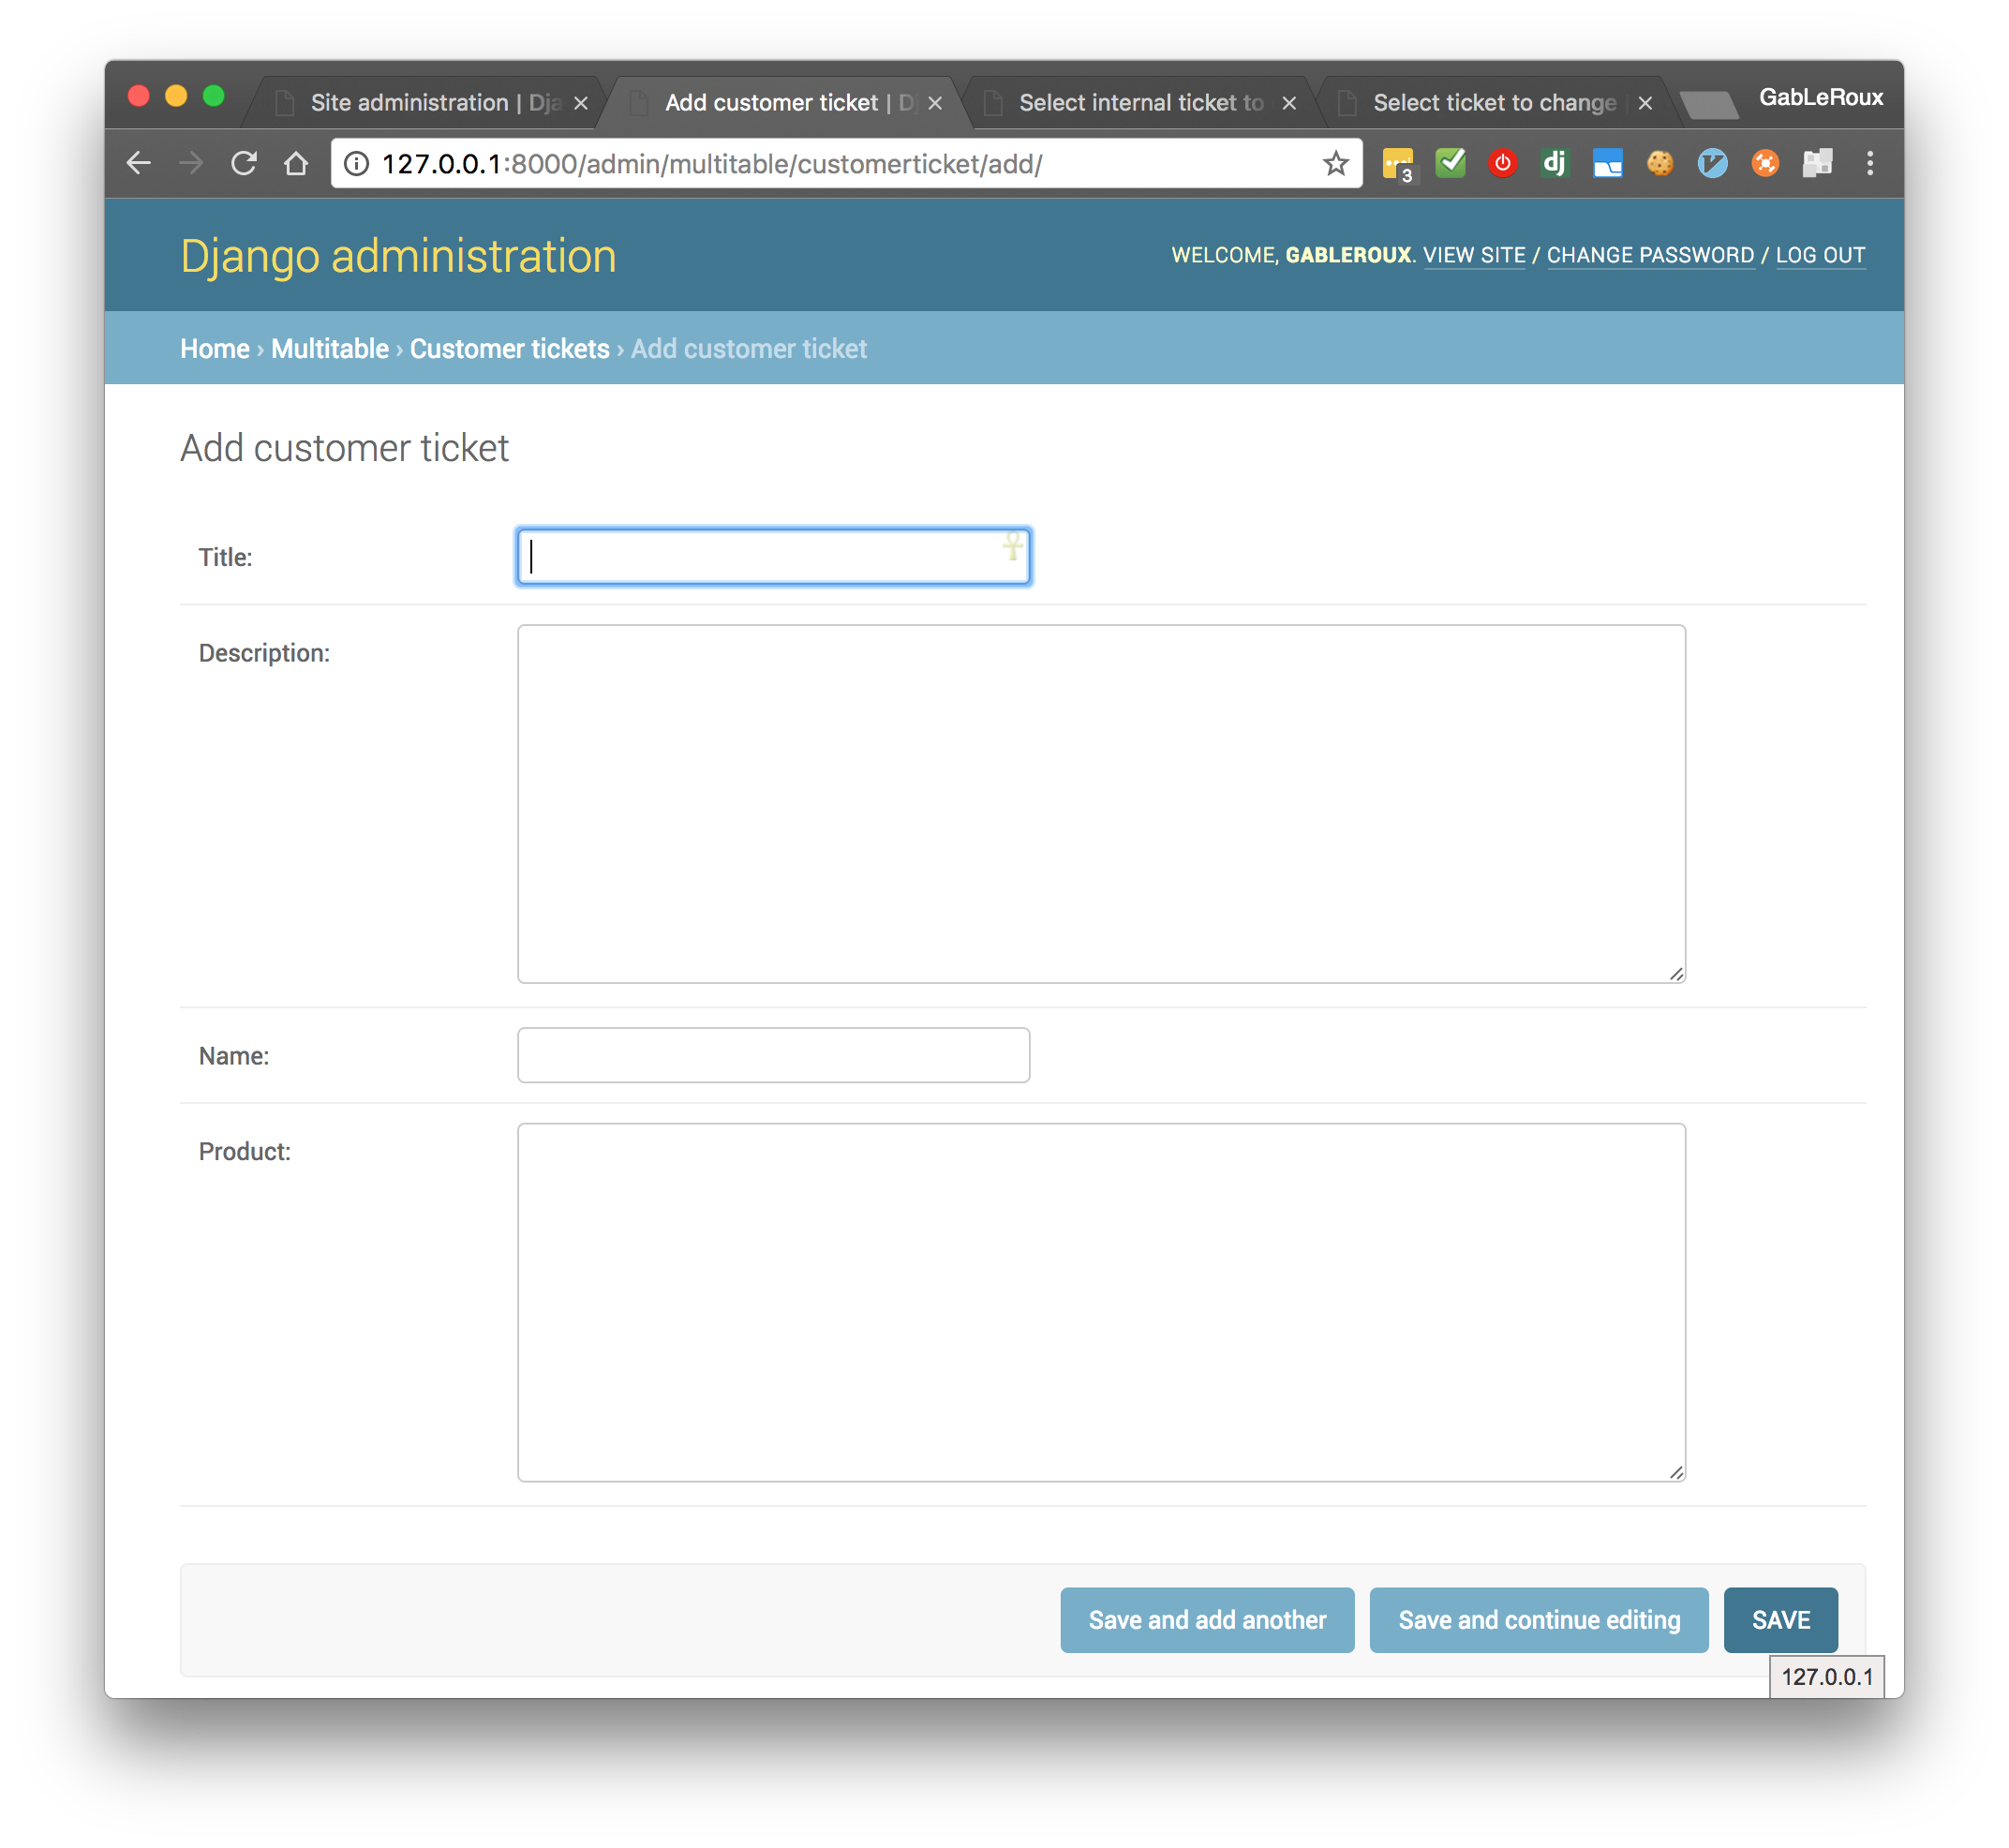 Site administration | Dja
Add customer ticket | D
Select internal ticket to
Select ticket to change
GabLeRoux
127.0.0.1:8000/admin/multitable/customerticket/add/
3
dj
Django administration
WELCOME, GABLEROUX. VIEW SITE / CHANGE PASSWORD / LOG OUT
Home › Multitable › Customer tickets › Add customer ticket
Add customer ticket
Title:
Description:
Name:
Product:
Save and add another
Save and continue editing
SAVE
127.0.0.1